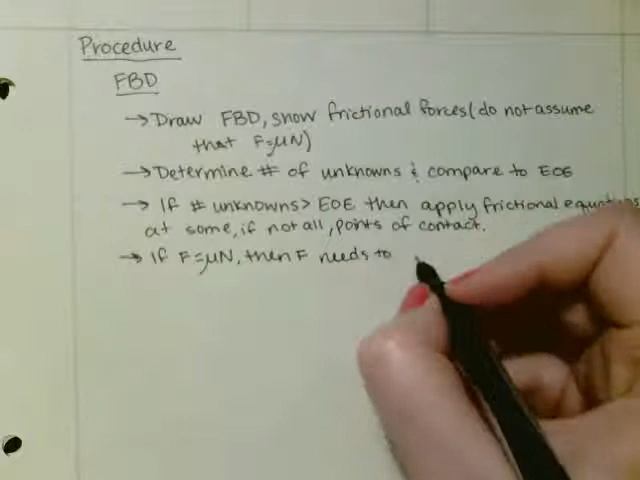 Procedure
FBD
→ Draw FBD, show frictional forces (do not assume
that F=μN)
→ Determine # of unknowns & compare to EOE
→ If # unknowns > EOE then apply frictional
at some, if not all, points of contact.
→ If F=μN, then F needs to